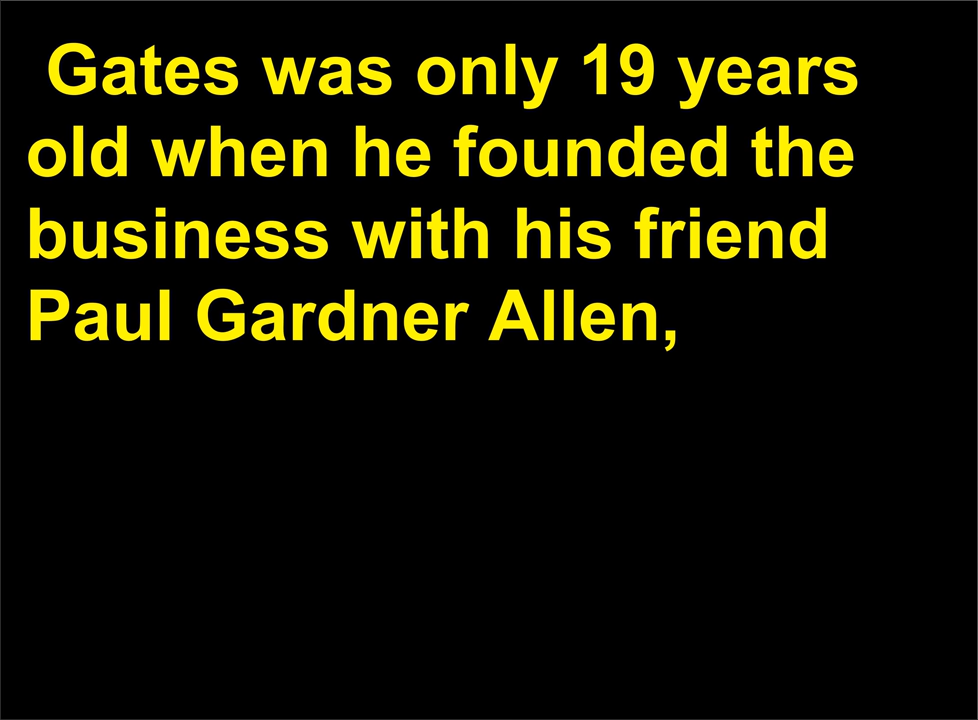 Gates was only 19 years
old when he founded the
business with his friend
Paul Gardner Allen,